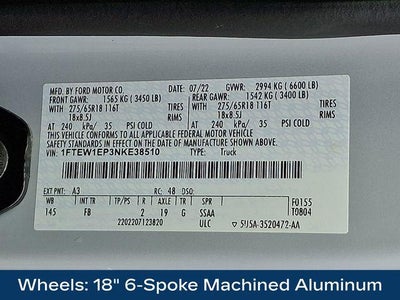 MFD. BY FORD MOTOR CO.
DATE: 07/22 GVWR: 2994 KG ( 6600 LB)
FRONT GAWR: 1565 KG ( 3450 LB) REAR GAWR: 1542 KG ( 3400 LB)
WITH 275/65R18 116T TIRES WITH 275/65R18 116T TIRES
18x8.5J RIMS 18x8.5J RIMS
AT 240 kPa/ 35 PSI COLD AT 240 kPa/ 35 PSI COLD
THIS VEHICLE CONFORMS TO ALL APPLICABLE FEDERAL MOTOR VEHICLE
SAFETY STANDARDS IN EFFECT ON THE DATE OF MANUFACTURE SHOWN ABOVE.
VIN: 1FTEW1EP3NKE38510 TYPE: Truck
EXT PNT: A3 RC: 48 DSO:
WB INT TR TP/PS R AXLE TR SPR F0155
145 FB 2 19 G SSAA T0804
2202207123820 ULC 5U5A-3520472-AA
Wheels: 18" 6-Spoke Machined Aluminum